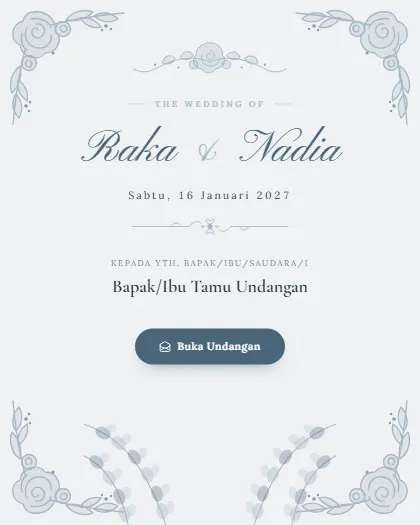 THE WEDDING OF
Raka & Nadia
Sabtu, 16 Januari 2027
KEPADA YTH. BAPAK/IBU/SAUDARA/I
Bapak/Ibu Tamu Undangan
Buka Undangan